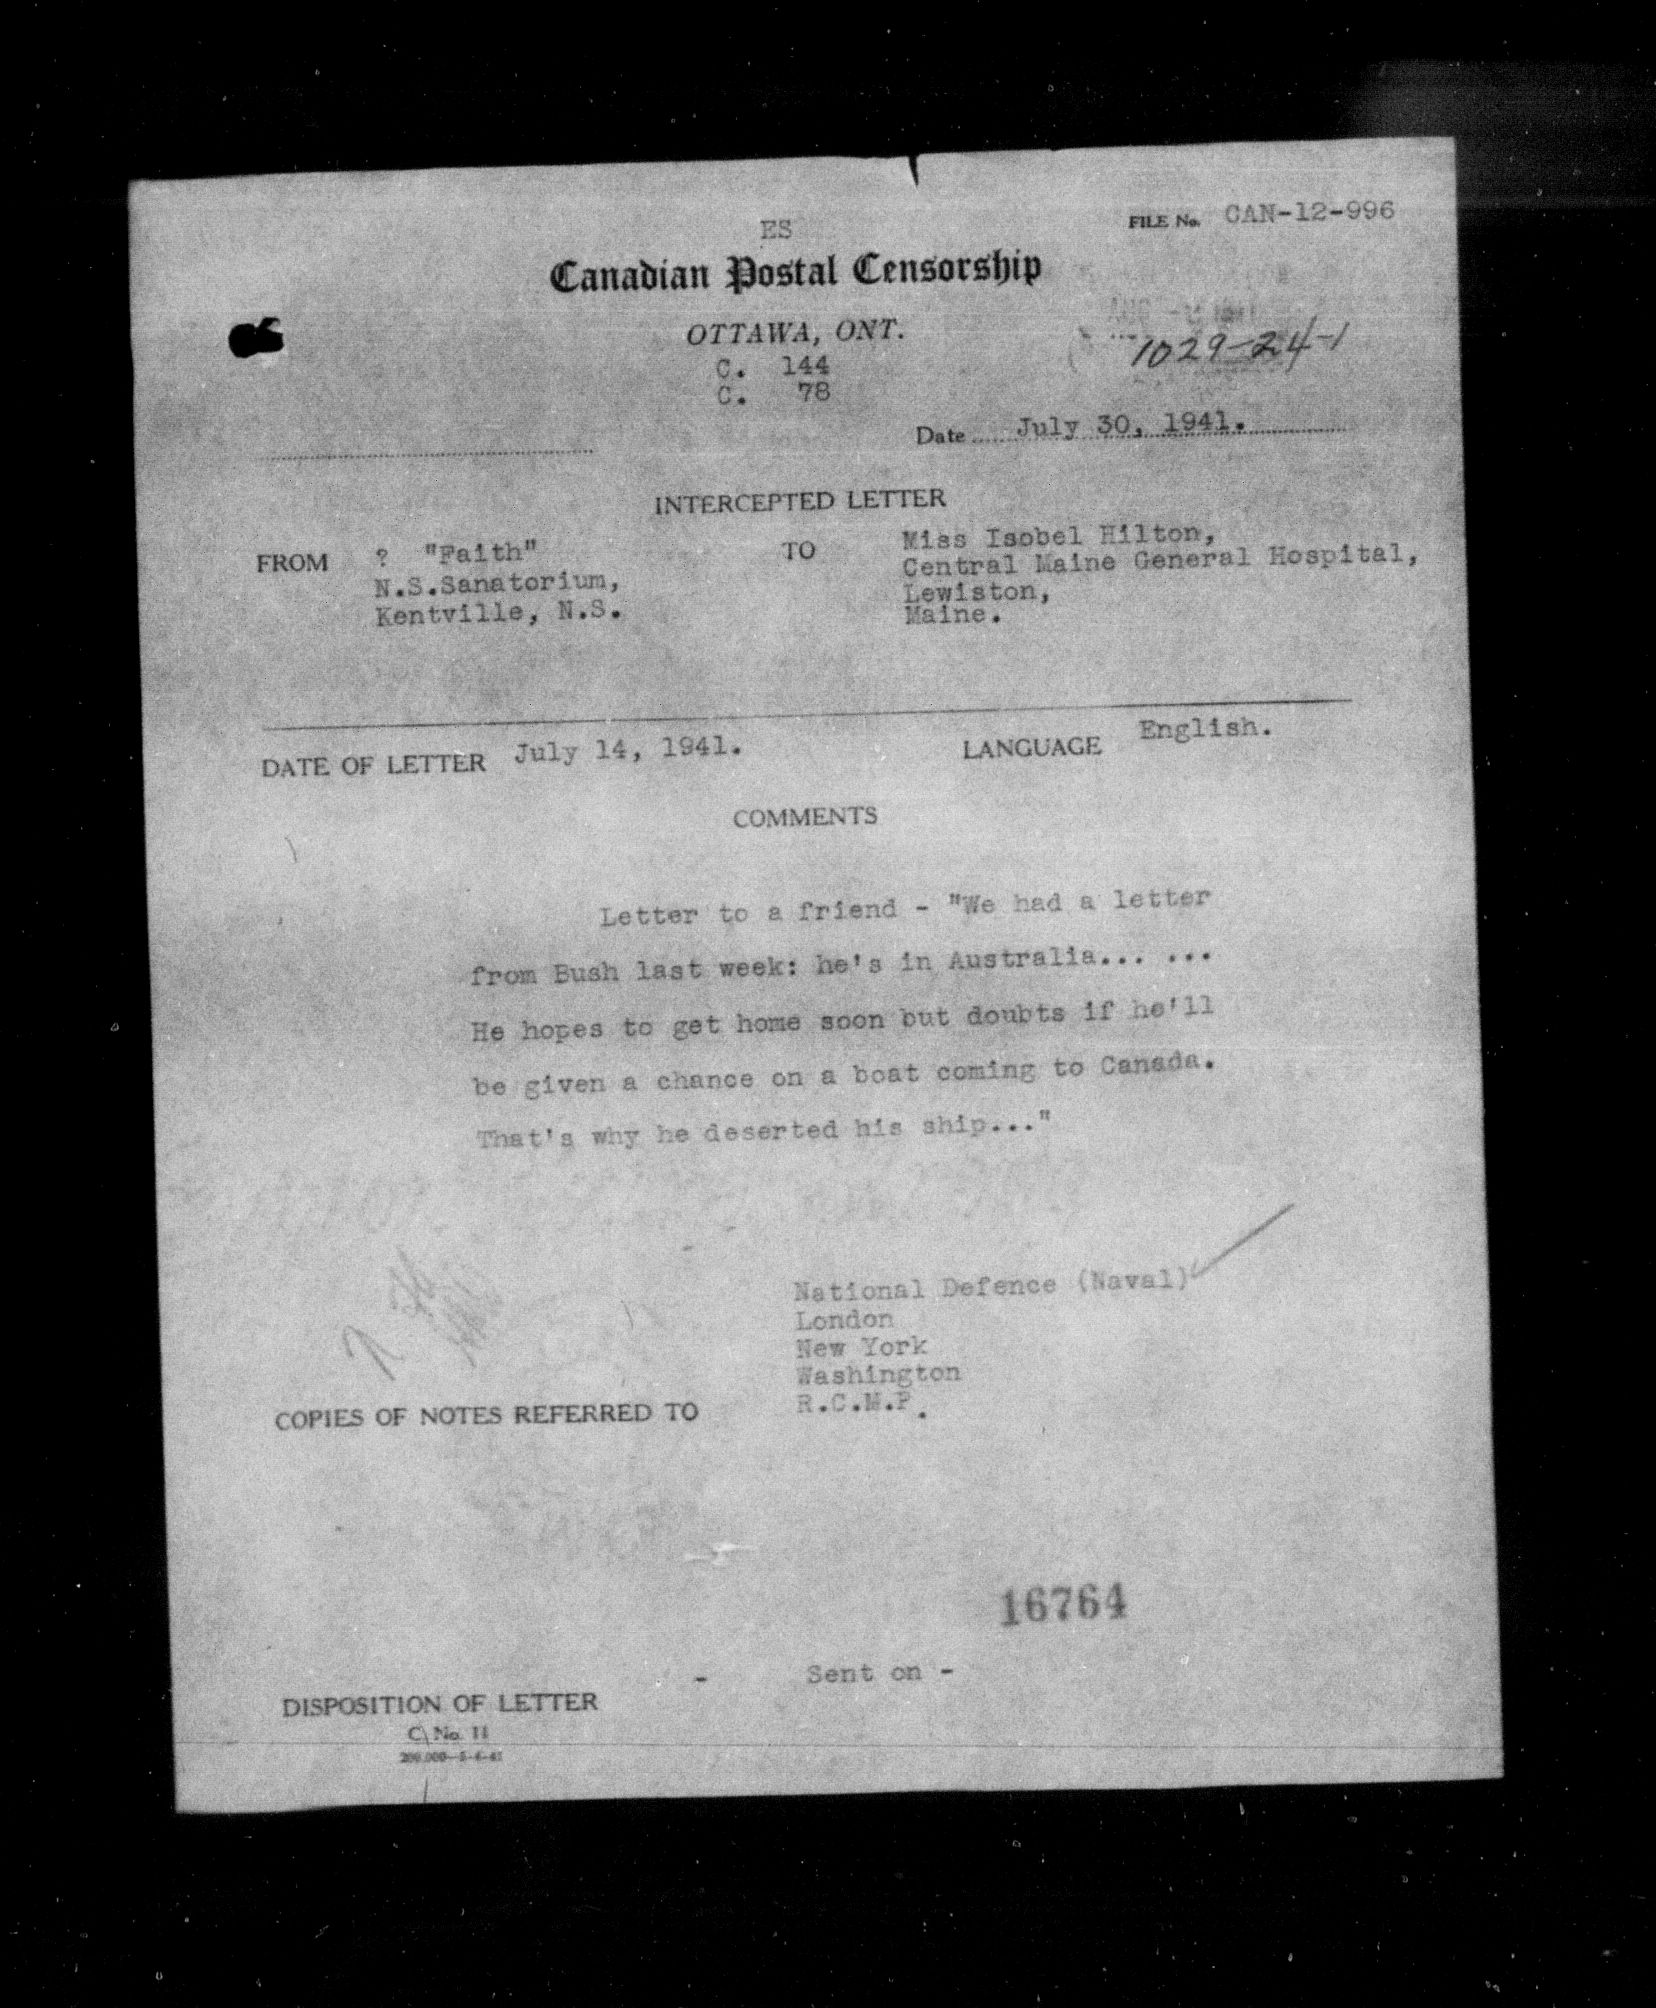 ES
FILE No. CAN-12-996
Canadian Postal Censorship
OTTAWA, ONT.
1029-24-1
C. 144
C. 78
Date July 30, 1941.
INTERCEPTED LETTER
FROM ? "Faith"
N.S.Sanatorium,
Kentville, N.S.
TO Miss Isobel Hilton,
Central Maine General Hospital,
Lewiston,
Maine.
DATE OF LETTER July 14, 1941.
LANGUAGE English.
COMMENTS
Letter to a friend - "We had a letter
from Bush last week: he's in Australia... ...
He hopes to get home soon but doubts if he'll
be given a chance on a boat coming to Canada.
That's why he deserted his ship..."
National Defence (Naval)
London
New York
Washington
R.C.M.P.
COPIES OF NOTES REFERRED TO
16764
- Sent on -
DISPOSITION OF LETTER
C. No. 11